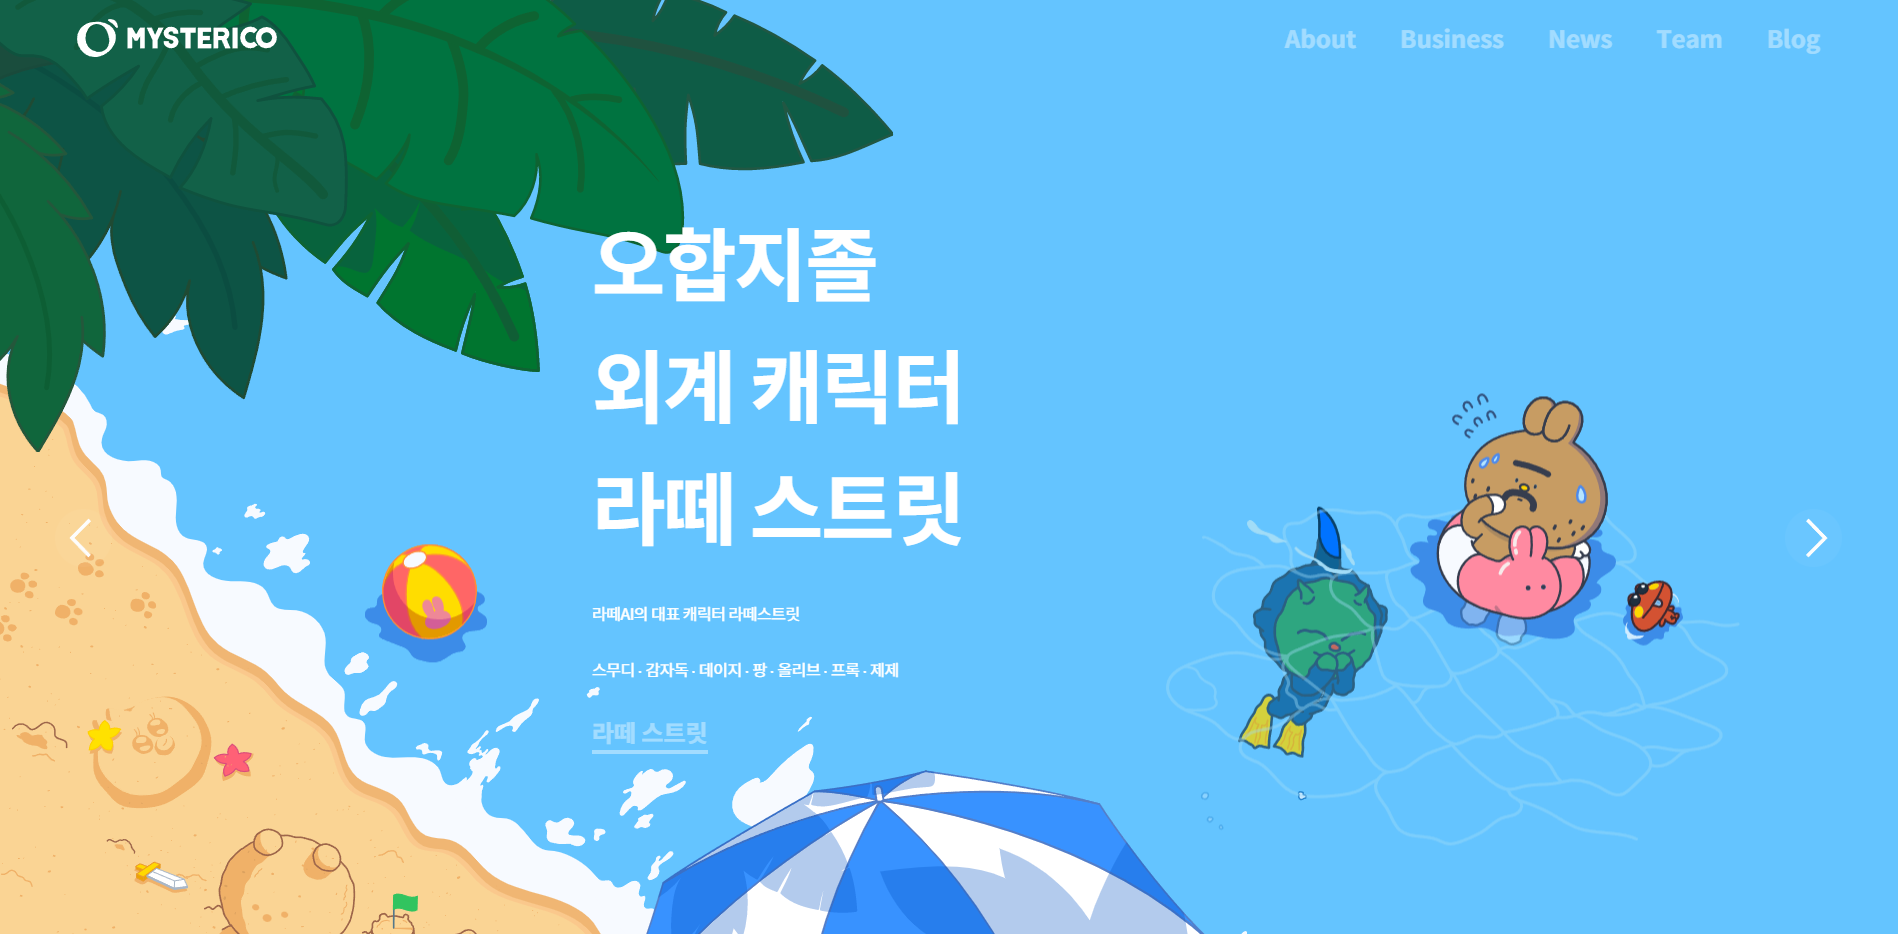 MYSTERICO
About Business News Team Blog
오합지졸
외계 캐릭터
라떼 스트릿
라떼AI의 대표 캐릭터 라떼스트릿
스무디 · 감자독 · 데이지 · 팡 · 올리브 · 프록 · 제제
라떼 스트릿